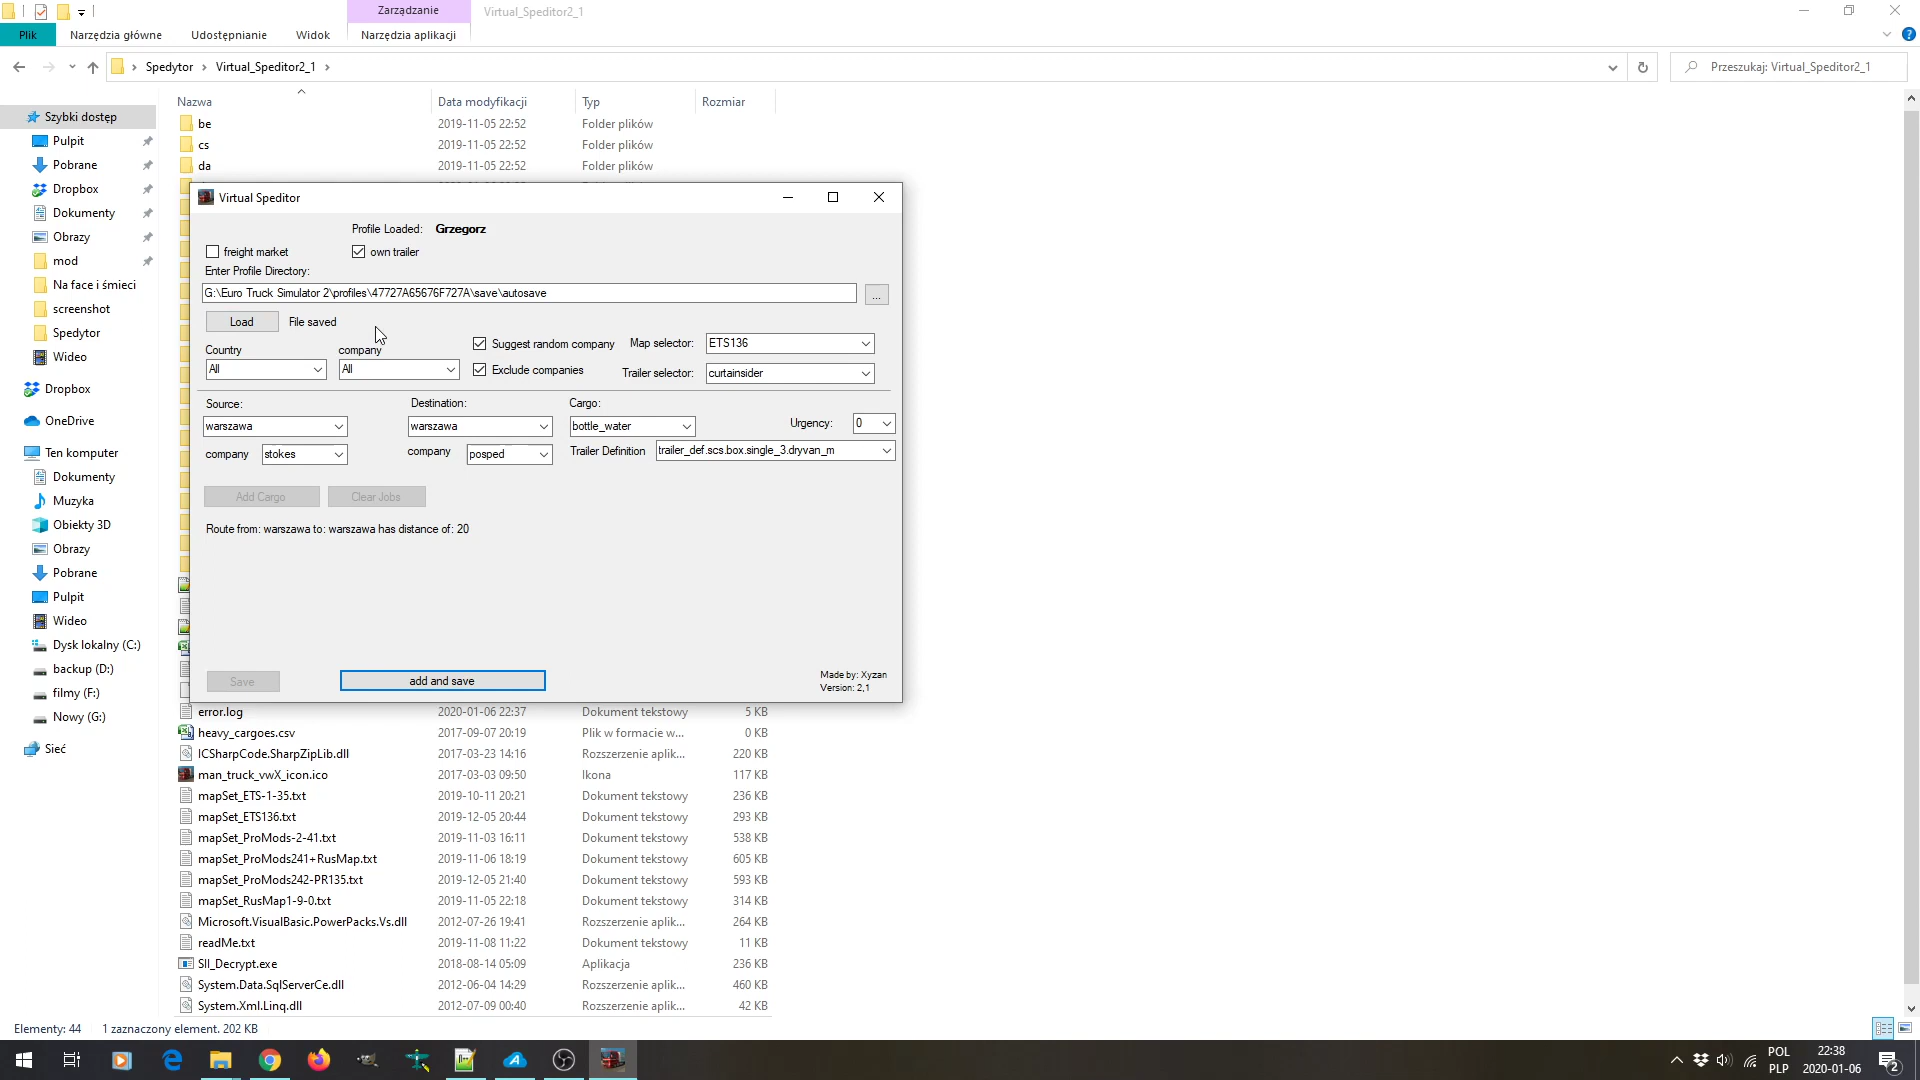 Zarządzanie
Virtual_Speditor2_1
Plik
Narzędzia główne
Udostępnianie
Widok
Narzędzia aplikacji
Spedytor
Virtual_Speditor2_1
Przeszukaj: Virtual_Speditor2_1
Nazwa
Data modyfikacji
Typ
Rozmiar
Szybki dostęp
Pulpit
Pobrane
Dropbox
Dokumenty
Obrazy
mod
Na face i śmieci
screenshot
Spedytor
Wideo
Dropbox
OneDrive
Ten komputer
Dokumenty
Muzyka
Obiekty 3D
Obrazy
Pobrane
Pulpit
Wideo
Dysk lokalny (C:)
backup (D:)
filmy (F:)
Nowy (G:)
Sieć
be 2019-11-05 22:52 Folder plików
cs 2019-11-05 22:52 Folder plików
da 2019-11-05 22:52 Folder plików
Virtual Speditor
Profile Loaded: Grzegorz
freight market
own trailer
Enter Profile Directory:
G:\Euro Truck Simulator 2\profiles\47727A65676F727A\save\autosave
...
Load
File saved
Country
company
All
All
Suggest random company
Exclude companies
Map selector: ETS136
Trailer selector: curtainsider
Source:
Destination:
Cargo:
warszawa
warszawa
bottle_water
Urgency: 0
company stokes
company posped
Trailer Definition trailer_def.scs.box.single_3.dryvan_m
Add Cargo
Clear Jobs
Route from: warszawa to: warszawa has distance of: 20
Save
add and save
Made by: Xyzan
Version: 2,1
error.log 2020-01-06 22:37 Dokument tekstowy 5 KB
heavy_cargoes.csv 2017-09-07 20:19 Plik w formacie w... 0 KB
ICSharpCode.SharpZipLib.dll 2017-03-23 14:16 Rozszerzenie aplik... 220 KB
man_truck_vwX_icon.ico 2017-03-03 09:50 Ikona 117 KB
mapSet_ETS-1-35.txt 2019-10-11 20:21 Dokument tekstowy 236 KB
mapSet_ETS136.txt 2019-12-05 20:44 Dokument tekstowy 293 KB
mapSet_ProMods-2-41.txt 2019-11-03 16:11 Dokument tekstowy 538 KB
mapSet_ProMods241+RusMap.txt 2019-11-06 18:19 Dokument tekstowy 605 KB
mapSet_ProMods242-PR135.txt 2019-12-05 21:40 Dokument tekstowy 593 KB
mapSet_RusMap1-9-0.txt 2019-11-05 22:18 Dokument tekstowy 314 KB
Microsoft.VisualBasic.PowerPacks.Vs.dll 2012-07-26 19:41 Rozszerzenie aplik... 264 KB
readMe.txt 2019-11-08 11:22 Dokument tekstowy 11 KB
SII_Decrypt.exe 2018-08-14 05:09 Aplikacja 236 KB
System.Data.SqlServerCe.dll 2012-06-04 14:29 Rozszerzenie aplik... 460 KB
System.Xml.Linq.dll 2012-07-09 00:40 Rozszerzenie aplik... 42 KB
Elementy: 44
1 zaznaczony element. 202 KB
POL
PLP
22:38
2020-01-06
2